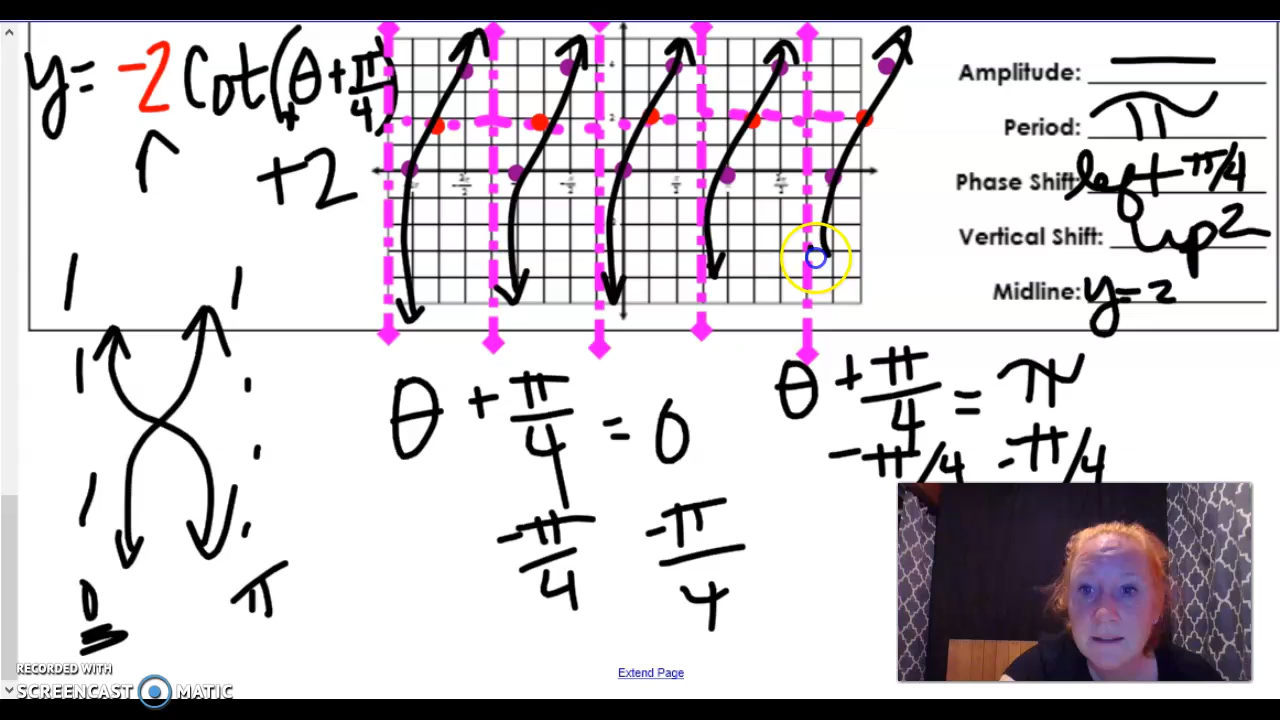 y = -2 Cot(θ + π/4)
+2
Amplitude: —
Period: π
Phase Shift: left π/4
Vertical Shift: up 2
Midline: y = 2
0 π
θ + π/4 = 0
-π/4 -π/4
θ + π/4 = π
-π/4 -π/4
Extend Page
RECORDED WITH
SCREENCAST MATIC